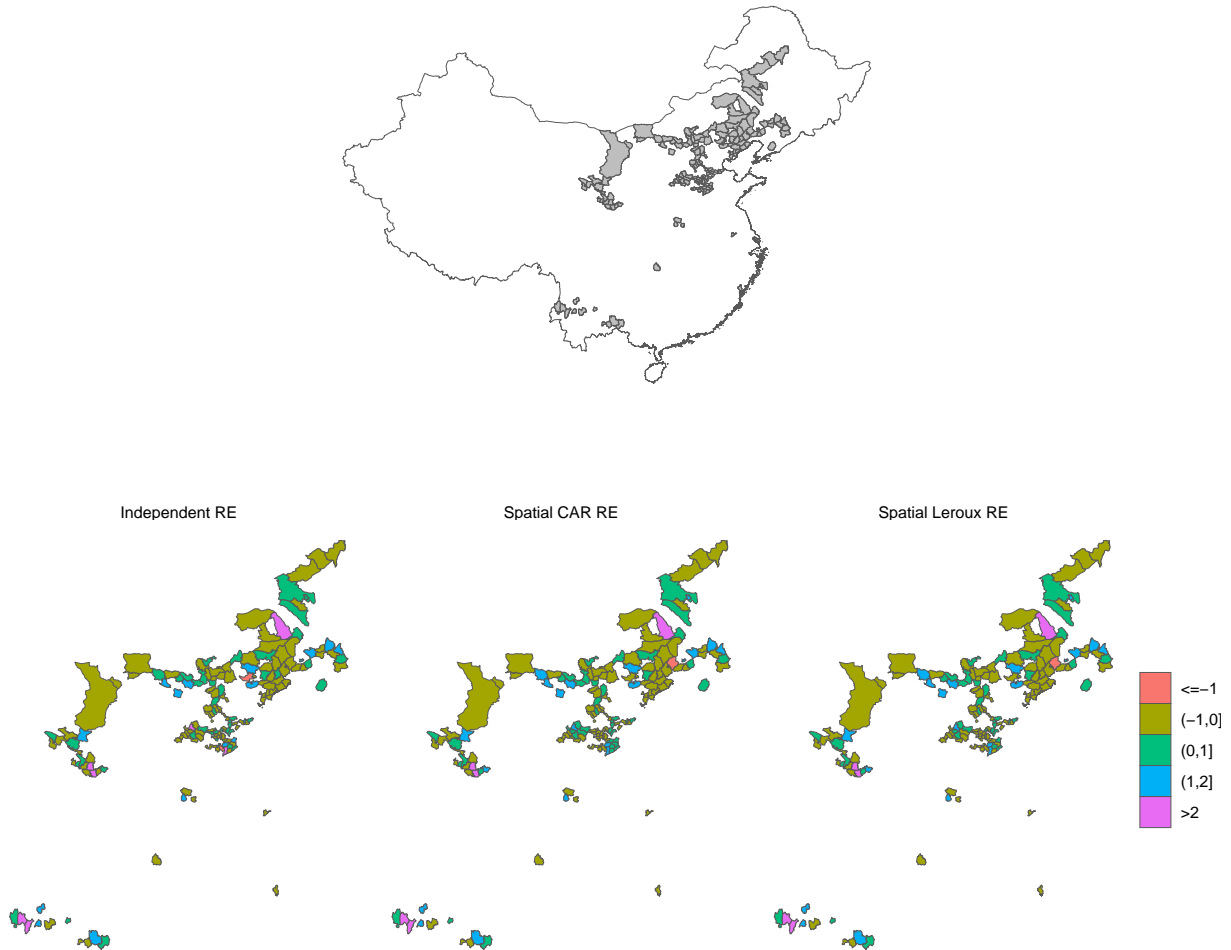 Independent RE
Spatial CAR RE
Spatial Leroux RE
<=−1
(−1,0]
(0,1]
(1,2]
>2